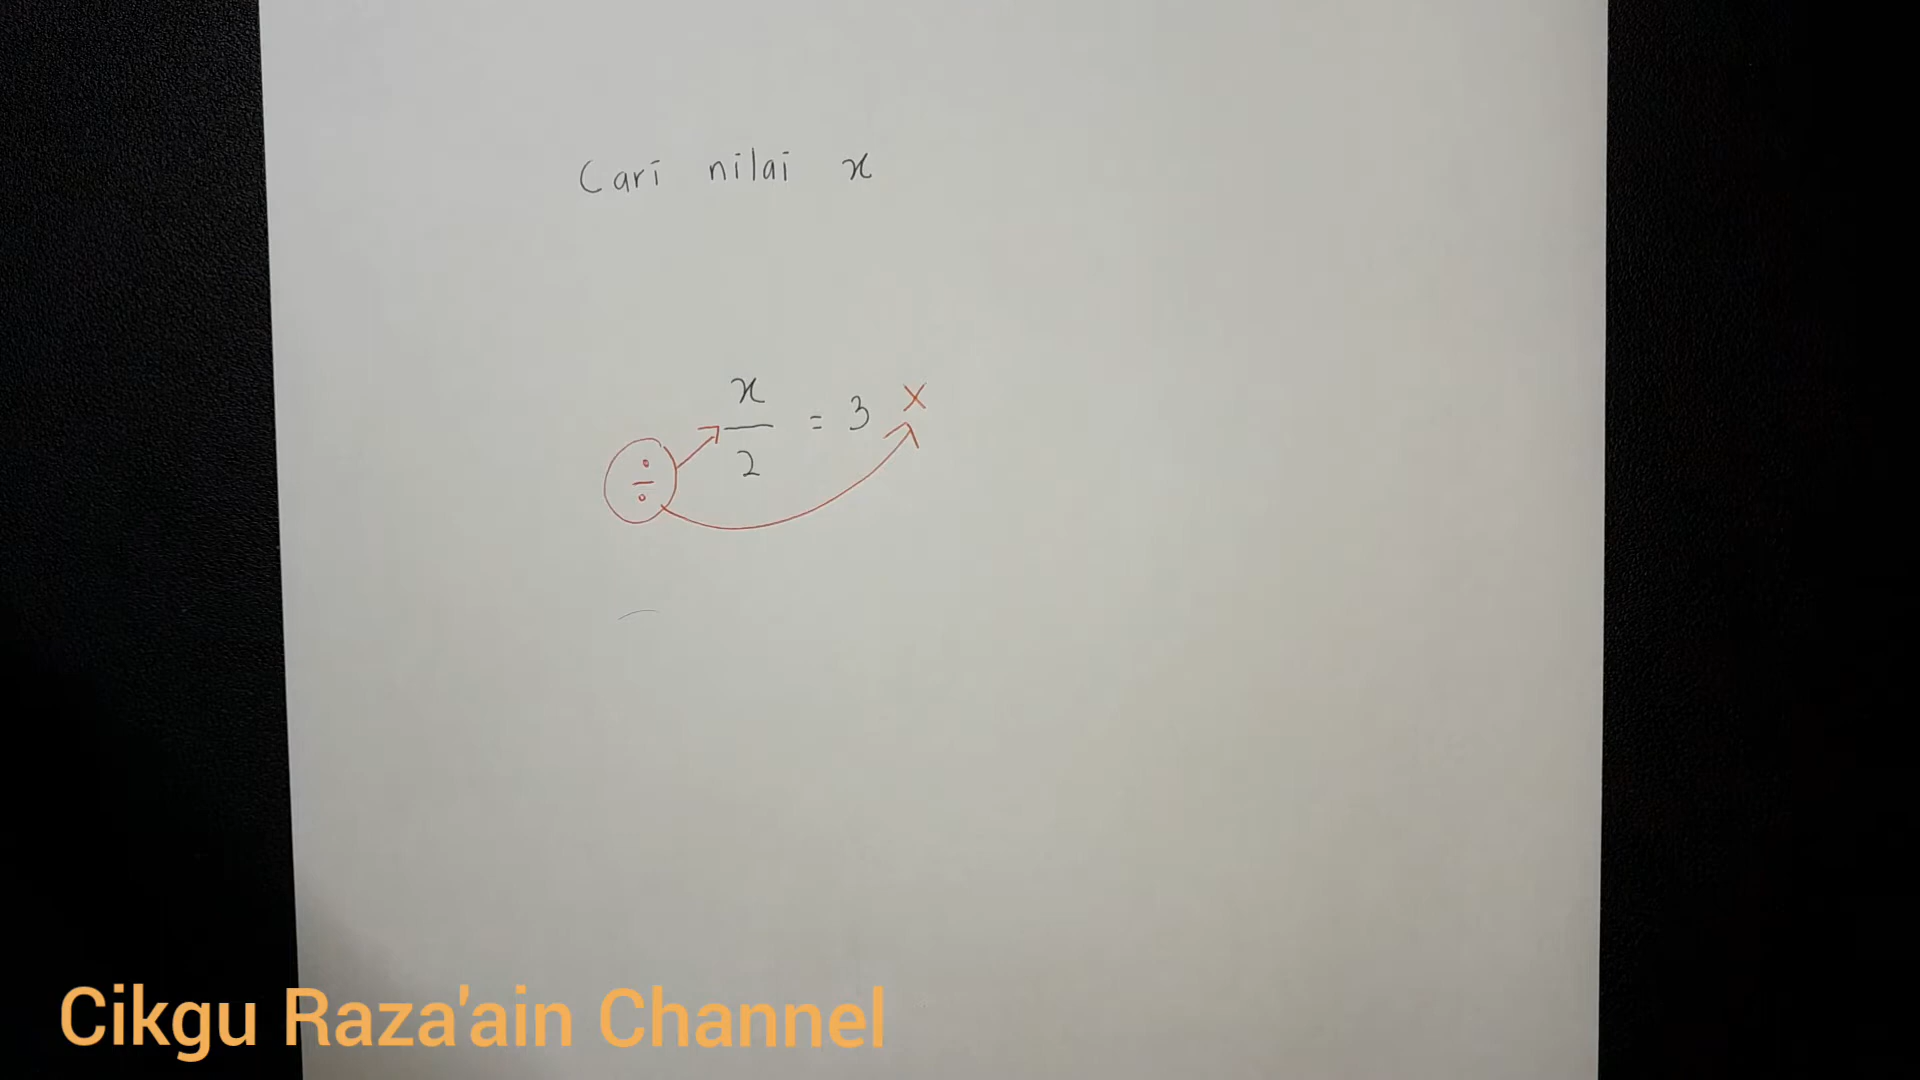 Cari nilai x
x/2 = 3 ×
÷
Cikgu Raza'ain Channel